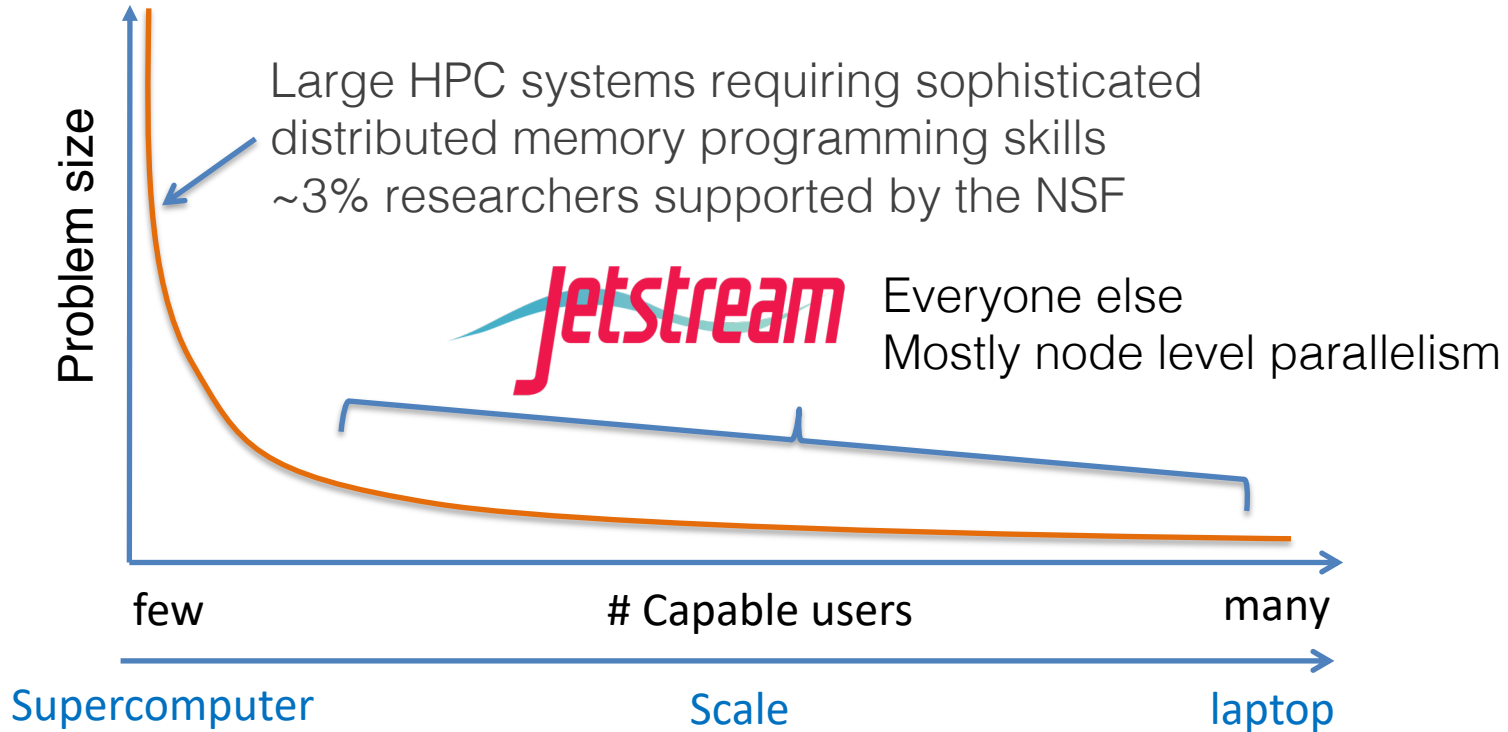 Problem size
Large HPC systems requiring sophisticated
distributed memory programming skills
~3% researchers supported by the NSF
Jetstream
Everyone else
Mostly node level parallelism
few # Capable users many
Supercomputer Scale laptop